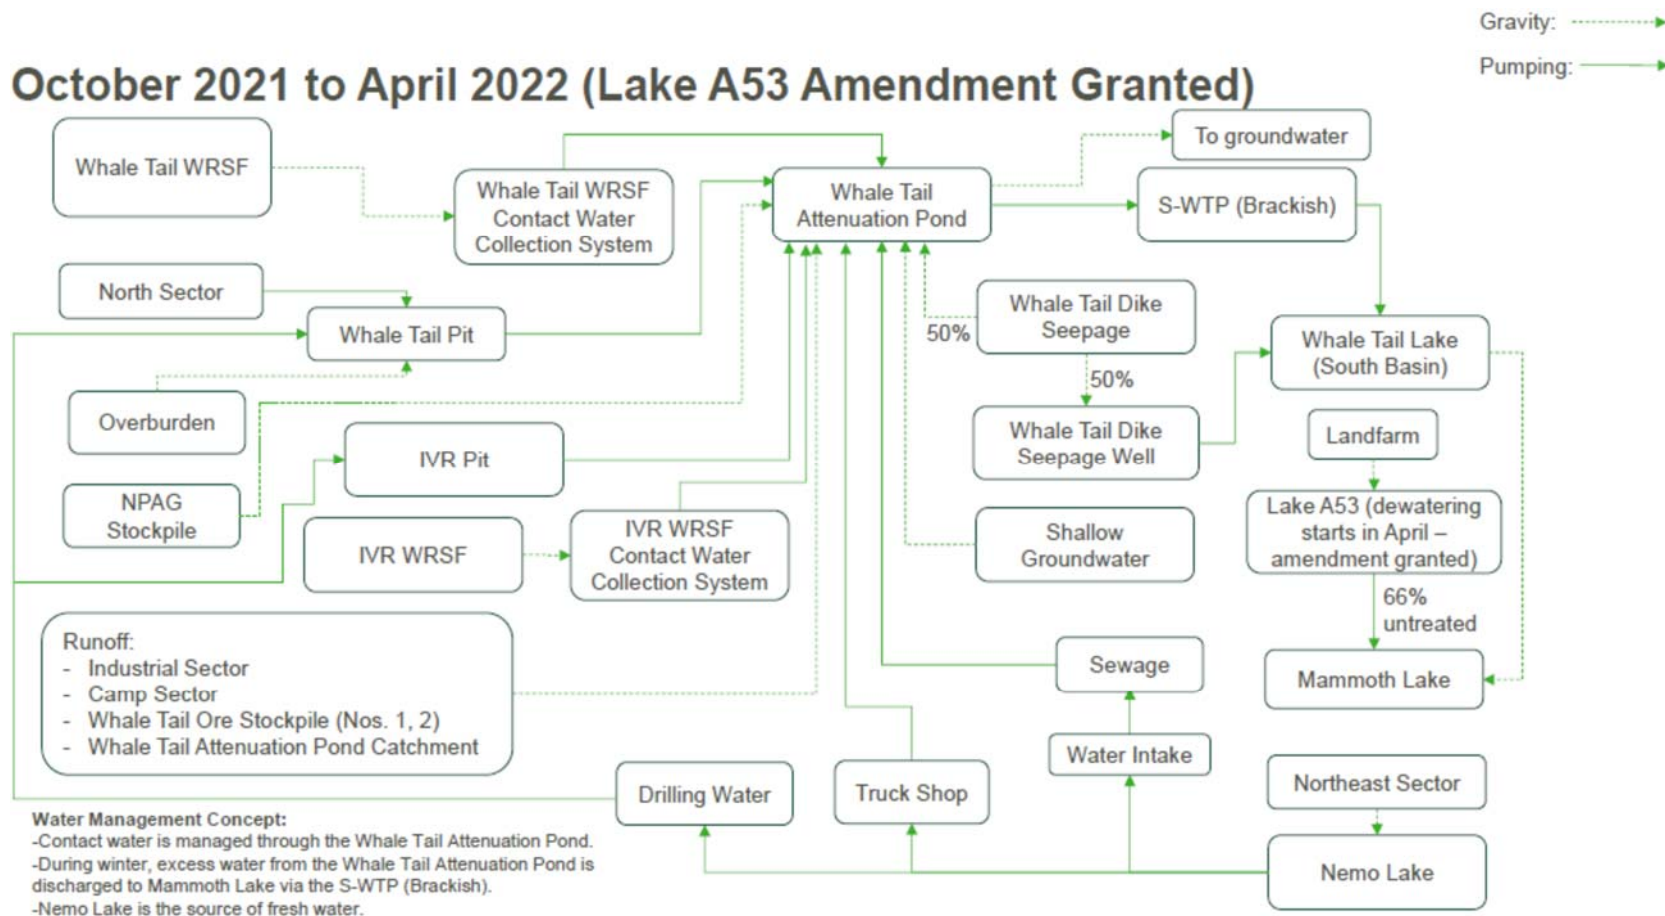 Gravity:
Pumping:
October 2021 to April 2022 (Lake A53 Amendment Granted)
Whale Tail WRSF
Whale Tail WRSF
Contact Water
Collection System
Whale Tail
Attenuation Pond
To groundwater
S-WTP (Brackish)
North Sector
Whale Tail Pit
Whale Tail Dike
Seepage
50%
50%
Whale Tail Lake
(South Basin)
Overburden
IVR Pit
Whale Tail Dike
Seepage Well
Landfarm
NPAG
Stockpile
IVR WRSF
IVR WRSF
Contact Water
Collection System
Shallow
Groundwater
Lake A53 (dewatering
starts in April –
amendment granted)
66%
untreated
Runoff:
- Industrial Sector
- Camp Sector
- Whale Tail Ore Stockpile (Nos. 1, 2)
- Whale Tail Attenuation Pond Catchment
Sewage
Mammoth Lake
Water Intake
Drilling Water
Truck Shop
Northeast Sector
Nemo Lake
Water Management Concept:
-Contact water is managed through the Whale Tail Attenuation Pond.
-During winter, excess water from the Whale Tail Attenuation Pond is
discharged to Mammoth Lake via the S-WTP (Brackish).
-Nemo Lake is the source of fresh water.